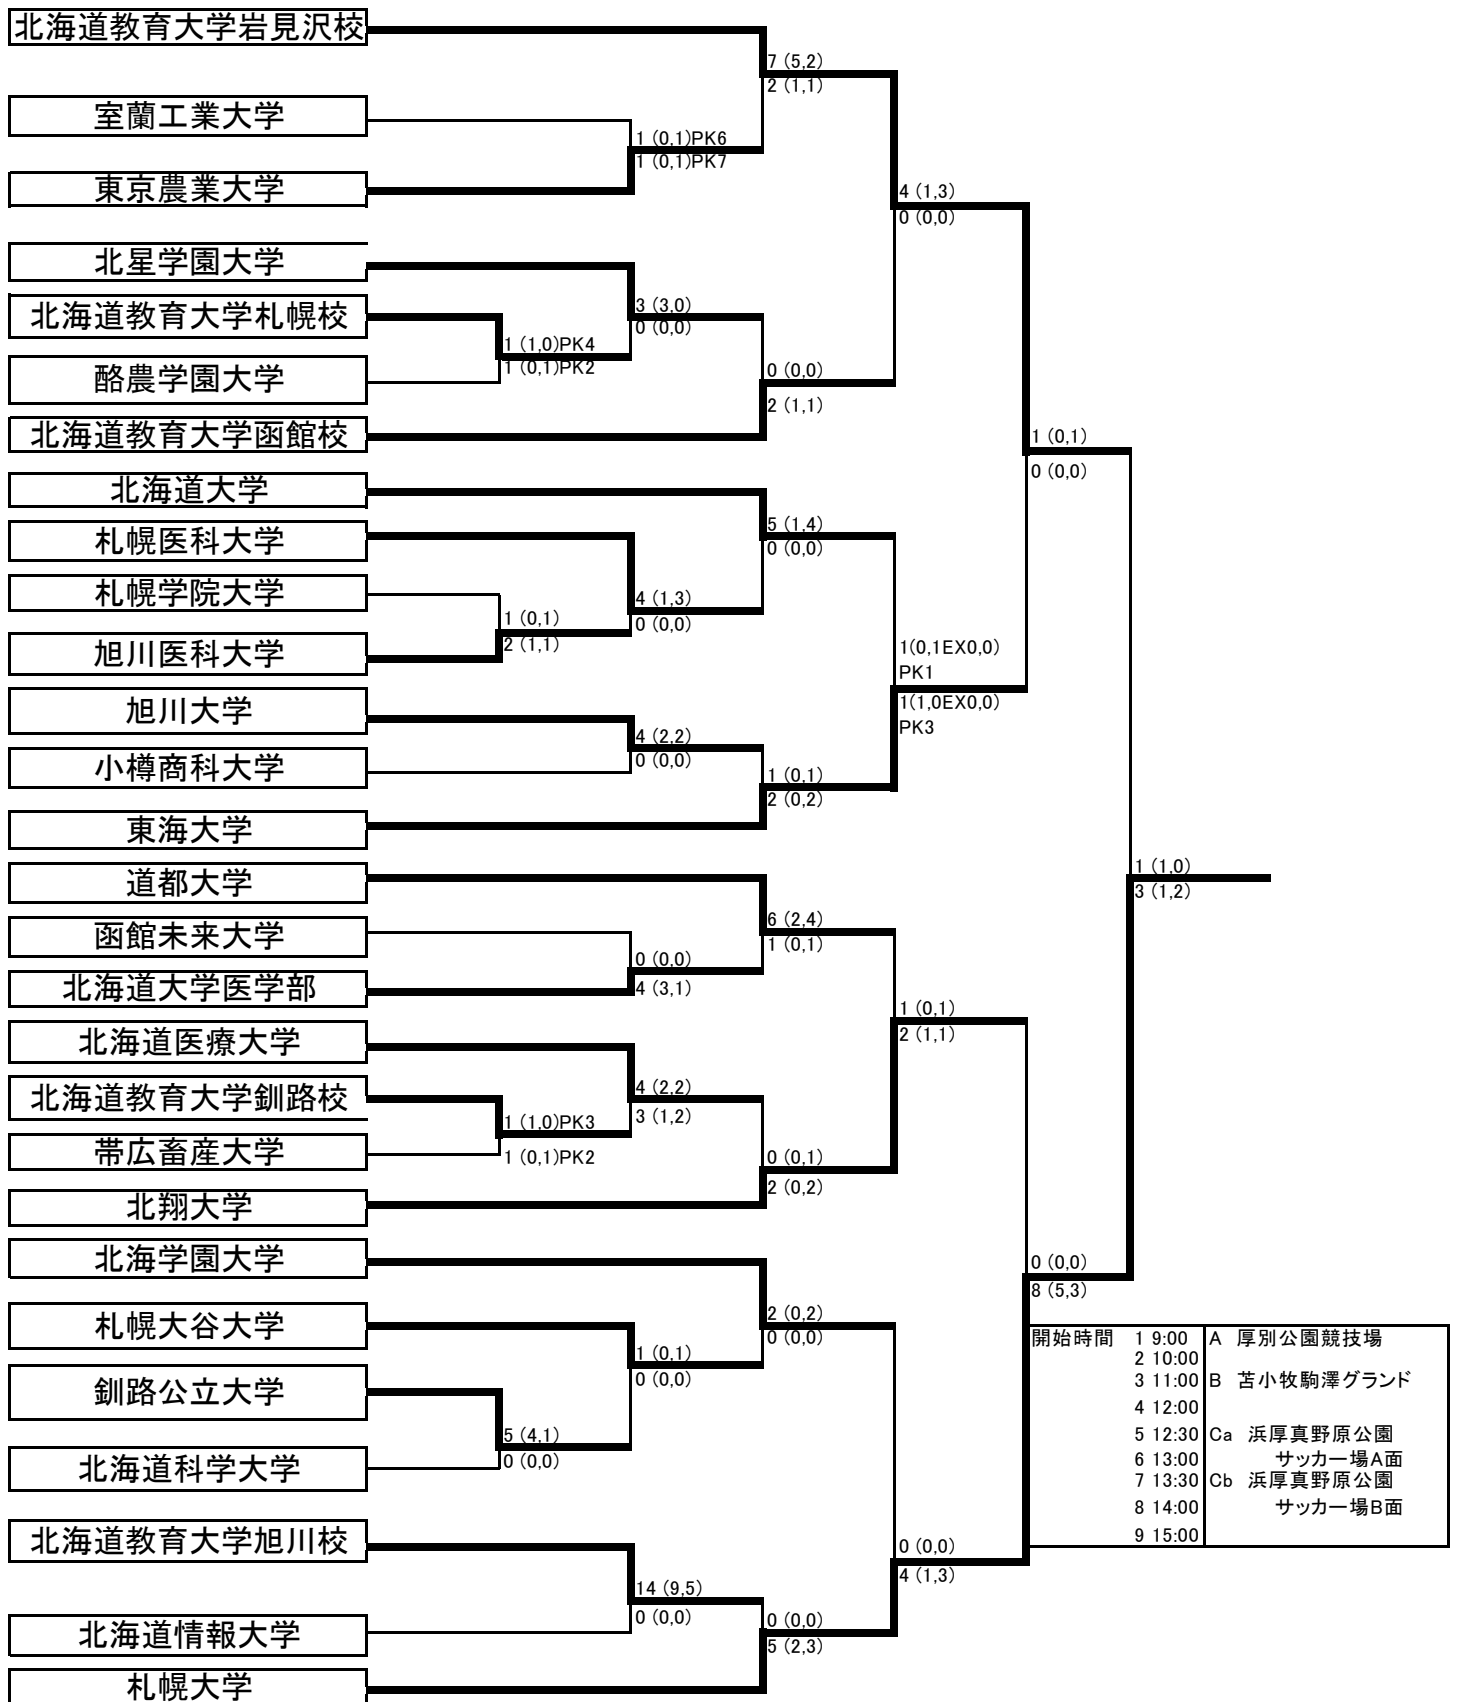 北海道教育大学岩見沢校
7 (5,2)
2 (1,1)
室蘭工業大学
1 (0,1)PK6
1 (0,1)PK7
東京農業大学
4 (1,3)
0 (0,0)
北星学園大学
3 (3,0)
0 (0,0)
北海道教育大学札幌校
1 (1,0)PK4
1 (0,1)PK2
酪農学園大学
0 (0,0)
2 (1,1)
北海道教育大学函館校
1 (0,1)
0 (0,0)
北海道大学
5 (1,4)
0 (0,0)
札幌医科大学
札幌学院大学
4 (1,3)
0 (0,0)
1 (0,1)
2 (1,1)
旭川医科大学
1(0,1EX0,0)
PK1
1(1,0EX0,0)
PK3
旭川大学
4 (2,2)
0 (0,0)
小樽商科大学
1 (0,1)
2 (0,2)
東海大学
道都大学
1 (1,0)
3 (1,2)
6 (2,4)
1 (0,1)
函館未来大学
0 (0,0)
4 (3,1)
北海道大学医学部
1 (0,1)
2 (1,1)
北海道医療大学
4 (2,2)
3 (1,2)
北海道教育大学釧路校
1 (1,0)PK3
1 (0,1)PK2
帯広畜産大学
0 (0,1)
2 (0,2)
北翔大学
北海学園大学
0 (0,0)
8 (5,3)
札幌大谷大学
2 (0,2)
0 (0,0)
1 (0,1)
0 (0,0)
釧路公立大学
5 (4,1)
0 (0,0)
北海道科学大学
開始時間 1 9:00 A 厚別公園競技場
2 10:00
3 11:00 B 苫小牧駒澤グランド
4 12:00
5 12:30 Ca 浜厚真野原公園
6 13:00 サッカー場A面
7 13:30 Cb 浜厚真野原公園
8 14:00 サッカー場B面
9 15:00
北海道教育大学旭川校
0 (0,0)
4 (1,3)
14 (9,5)
0 (0,0)
北海道情報大学
0 (0,0)
5 (2,3)
札幌大学